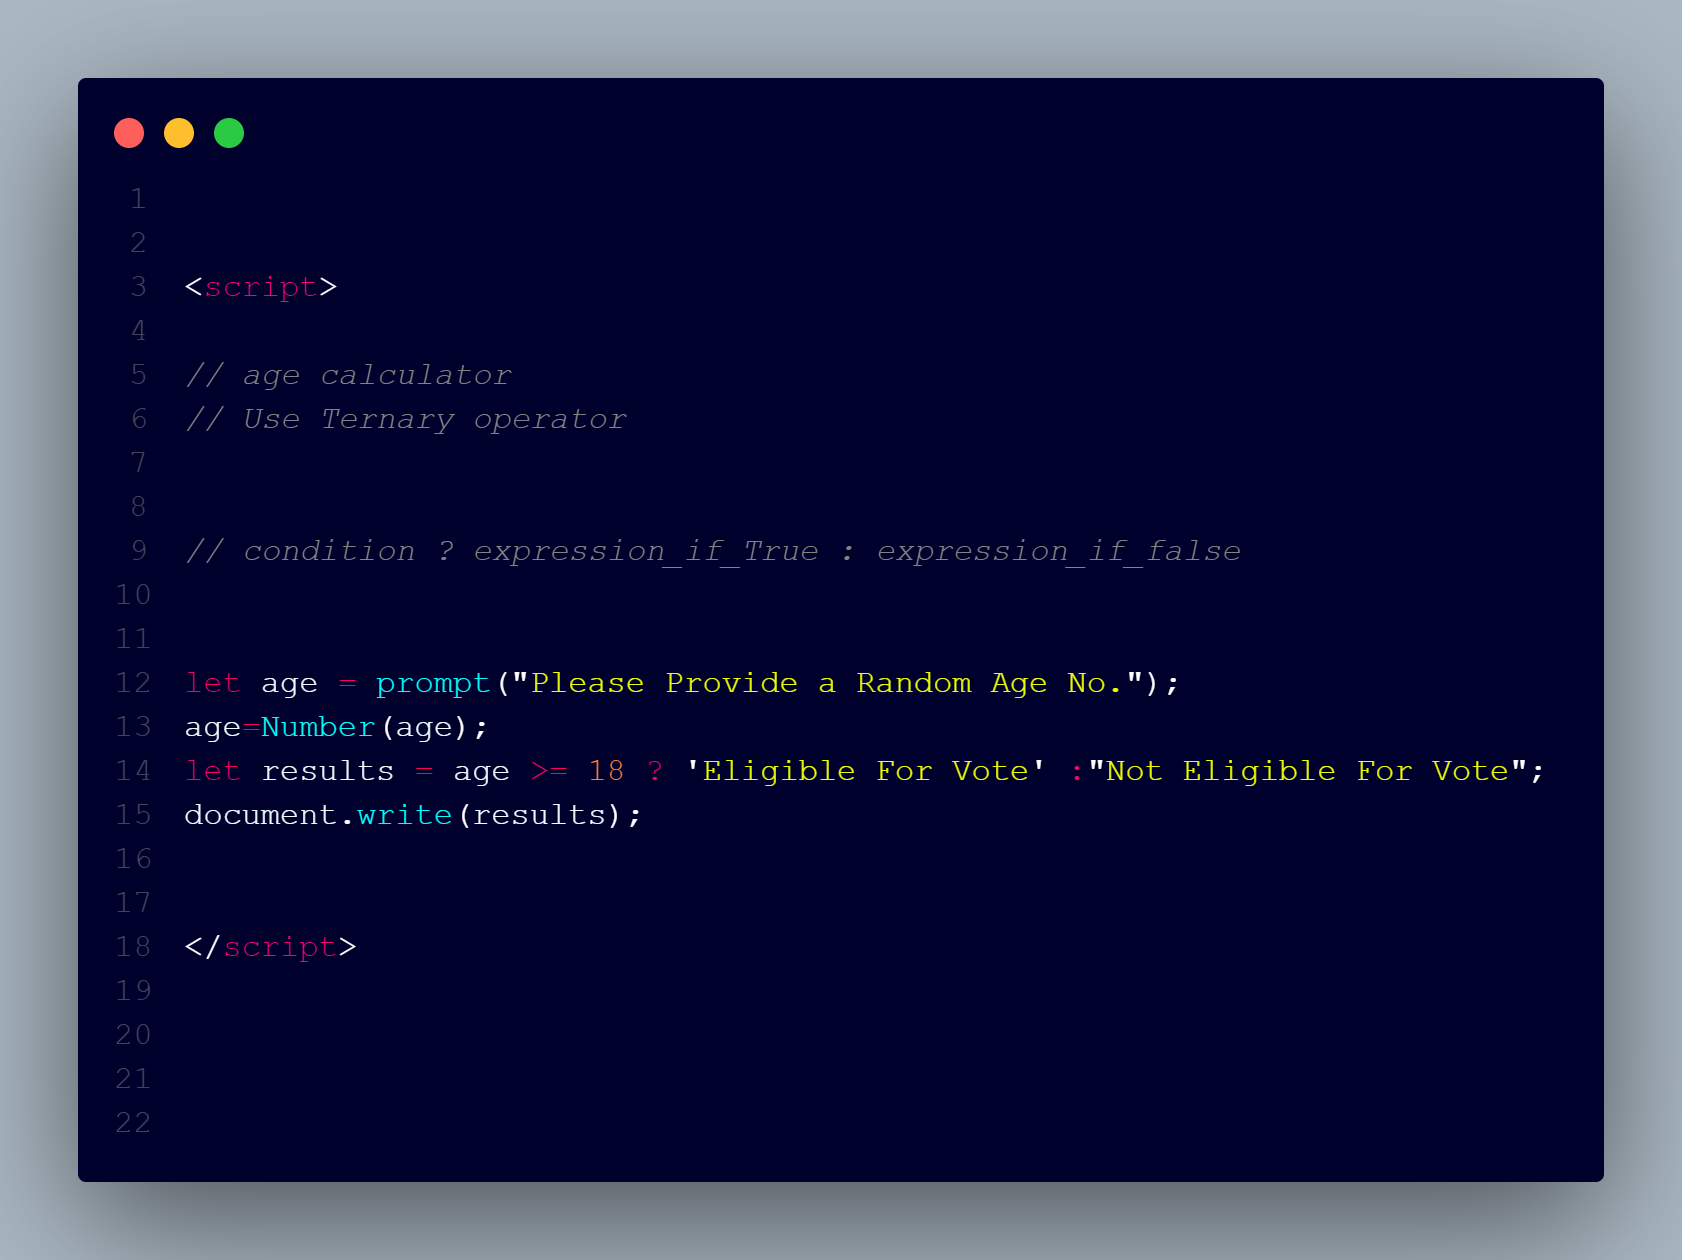 1
2
3 <script>
4
5 // age calculator
6 // Use Ternary operator
7
8
9 // condition ? expression_if_True : expression_if_false
10
11
12 let age = prompt("Please Provide a Random Age No.");
13 age=Number(age);
14 let results = age >= 18 ? 'Eligible For Vote' :"Not Eligible For Vote";
15 document.write(results);
16
17
18 </script>
19
20
21
22